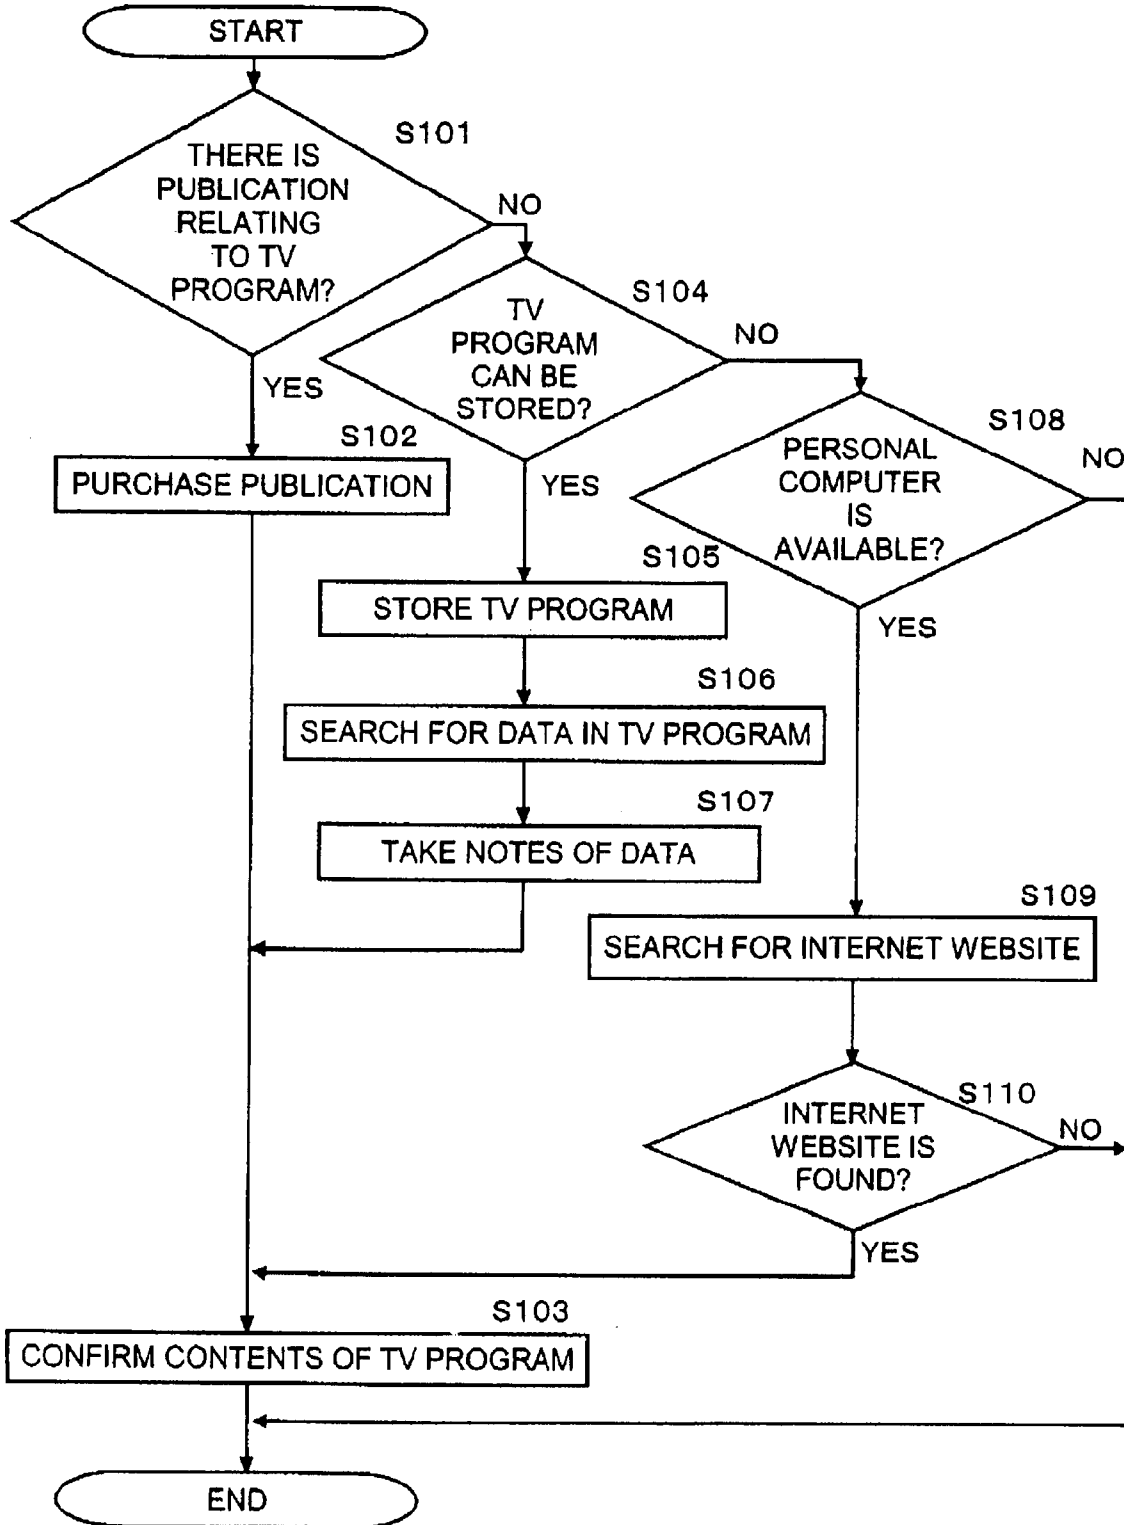 START
S101
THERE IS
PUBLICATION
RELATING
TO TV
PROGRAM?
NO
YES
S104
TV
PROGRAM
CAN BE
STORED?
NO
YES
S102
PURCHASE PUBLICATION
S108
PERSONAL
COMPUTER
IS
AVAILABLE?
NO
YES
S105
STORE TV PROGRAM
S106
SEARCH FOR DATA IN TV PROGRAM
S107
TAKE NOTES OF DATA
S109
SEARCH FOR INTERNET WEBSITE
S110
INTERNET
WEBSITE IS
FOUND?
NO
YES
S103
CONFIRM CONTENTS OF TV PROGRAM
END